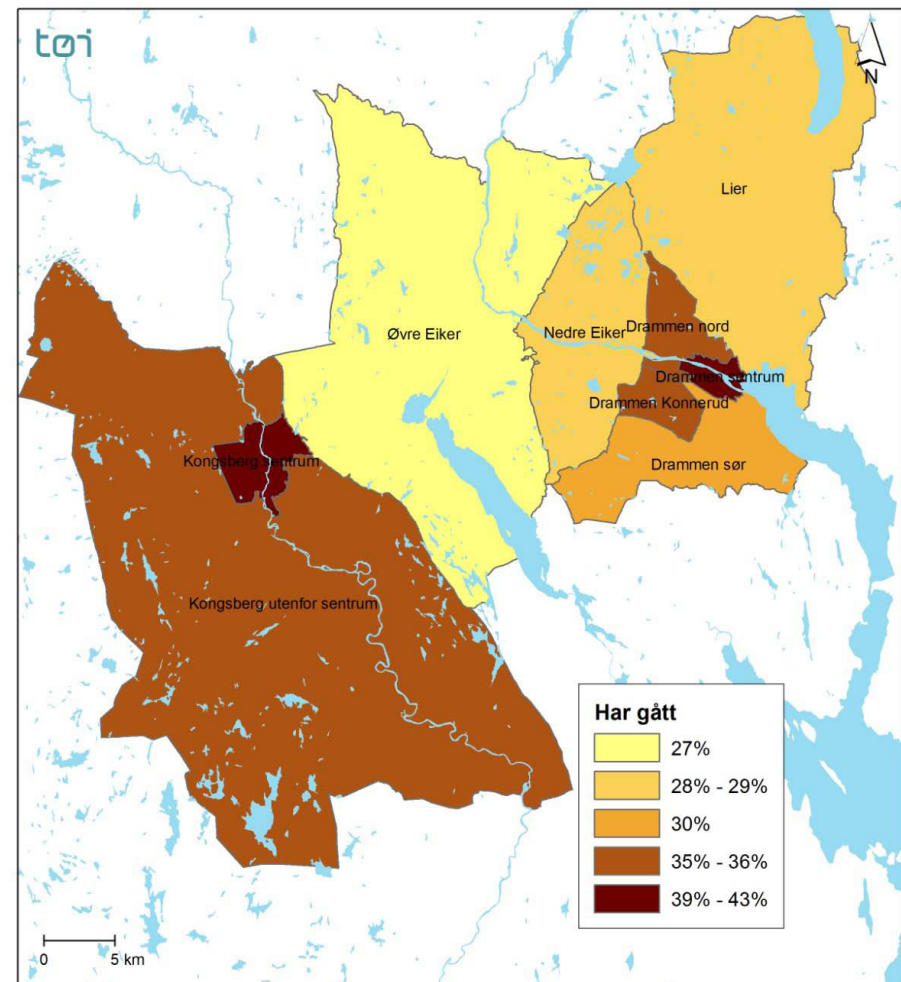 tøi
N
Lier
Øvre Eiker
Nedre Eiker
Drammen nord
Drammen sentrum
Drammen Konnerud
Drammen sør
Kongsberg sentrum
Kongsberg utenfor sentrum
Har gått
27%
28% - 29%
30%
35% - 36%
39% - 43%
0 5 km